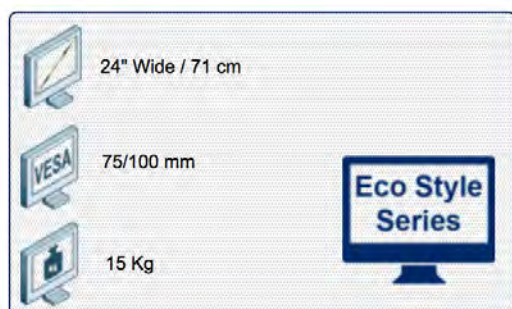 24" Wide / 71 cm
VESA
75/100 mm
Eco Style
Series
15 Kg